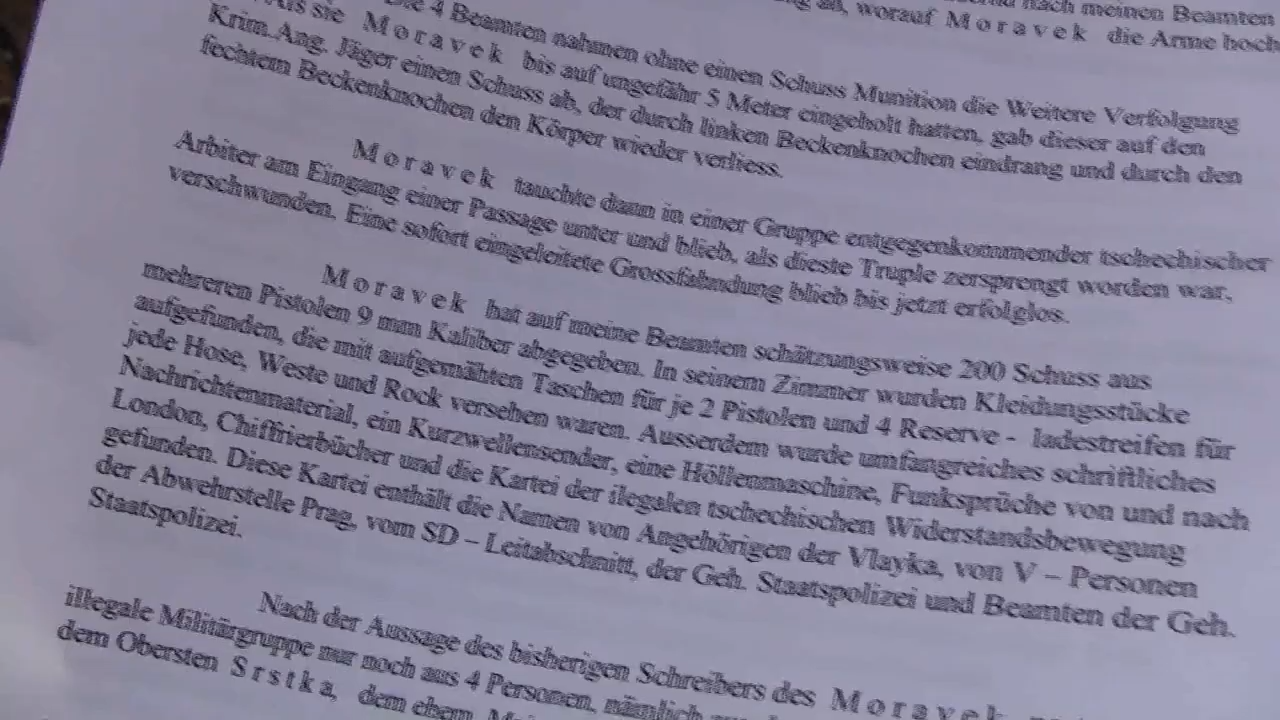 nach meinen Beamten
ab, worauf M o r a v e k die Arme hoch
Die 4 Beamten nahmen ohne einen Schuss Munition die Weitere Verfolgung
Als sie M o r a v e k bis auf ungefähr 5 Meter eingeholt hatten, gab dieser auf den
Krim.Ang. Jäger einen Schuss ab, der durch linken Beckenknochen eindrang und durch den
fechtem Beckenknochen den Körper wieder verliess.
M o r a v e k tauchte dann in einer Gruppe entgegenkommender tschechischer
Arbiter am Eingang einer Passage unter und blieb, als dieste Truple zersprengt worden war,
verschwunden. Eine sofort eingeleitete Grossfahndung blieb bis jetzt erfolglos.
M o r a v e k hat auf meine Beamten schätzungsweise 200 Schuss aus
mehreren Pistolen 9 mm Kaliber abgegeben. In seinem Zimmer wurden Kleidungsstücke
aufgefunden, die mit aufgemähten Taschen für je 2 Pistolen und 4 Reserve - ladestreifen für
jede Hose, Weste und Rock versehen waren. Ausserdem wurde umfangreiches schriftliches
Nachrichtenmaterial, ein Kurzwellensender, eine Höllenmaschine, Funksprüche von und nach
London, Chiffrierbücher und die Kartei der ilegalen tschechischen Widerstandsbewegung
gefunden. Diese Kartei enthält die Namen von Angehörigen der Vlayka, von V – Personen
der Abwehrstelle Prag, vom SD – Leitabschnitt, der Geh. Staatspolizei und Beamten der Geh.
Staatspolizei.
Nach der Aussage des bisherigen Schreibers des M o r a v e k
illegale Militärgruppe nur noch aus 4 Personen, nämlich
dem Obersten S r s t k a, dem ehem.